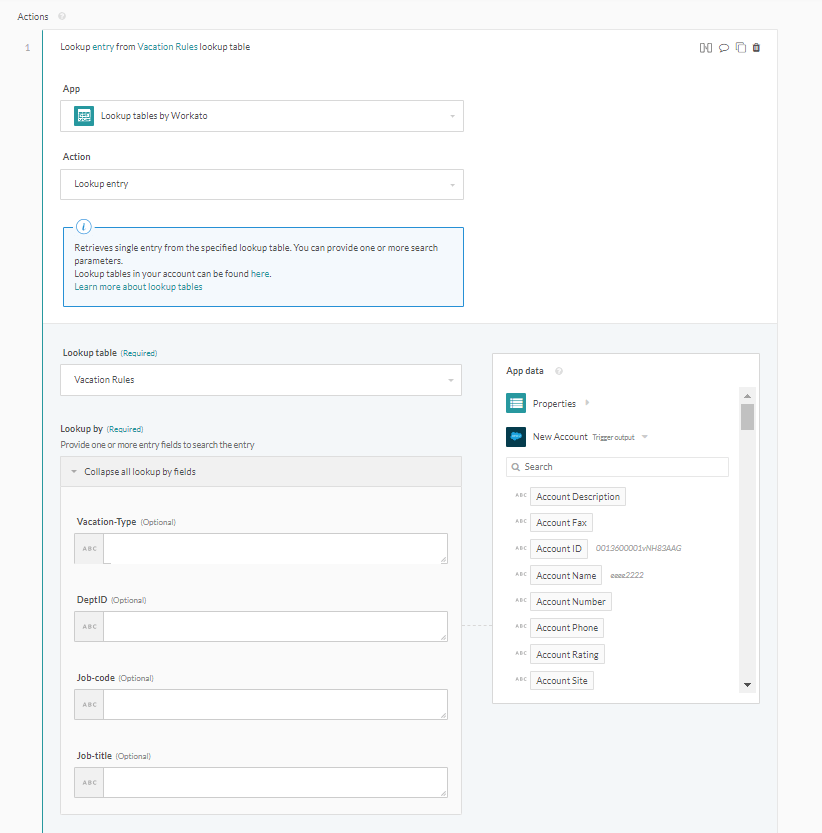 Actions
1
Lookup entry from Vacation Rules lookup table
App
Lookup tables by Workato
Action
Lookup entry
i
Retrieves single entry from the specified lookup table. You can provide one or more search
parameters.
Lookup tables in your account can be found here.
Learn more about lookup tables
Lookup table (Required)
Vacation Rules
Lookup by (Required)
Provide one or more entry fields to search the entry
Collapse all lookup by fields
Vacation-Type (Optional)
ABC
DeptID (Optional)
ABC
Job-code (Optional)
ABC
Job-title (Optional)
ABC
App data
Properties
New Account Trigger output
Search
ABC Account Description
ABC Account Fax
ABC Account ID 0013600001vNH83AAG
ABC Account Name eeee2222
ABC Account Number
ABC Account Phone
ABC Account Rating
ABC Account Site